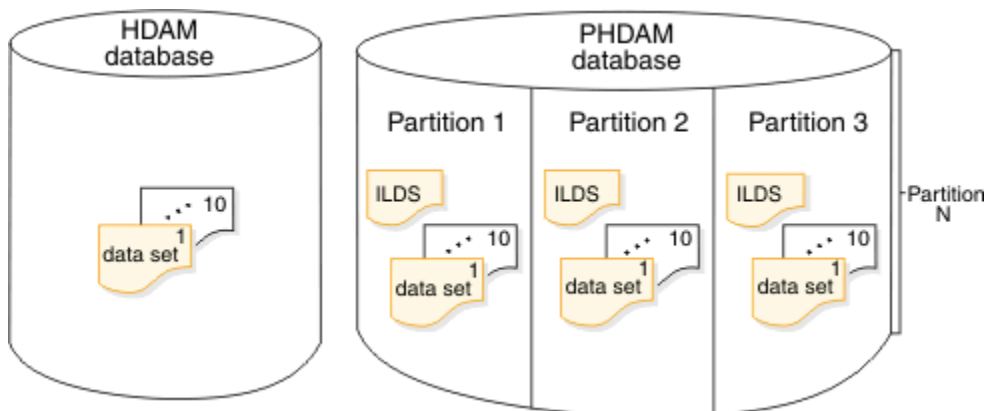 HDAM
database
10
1
data set
PHDAM
database
Partition 1
Partition 2
Partition 3
ILDS
ILDS
ILDS
Partition
N
10
10
10
1
1
1
data set
data set
data set